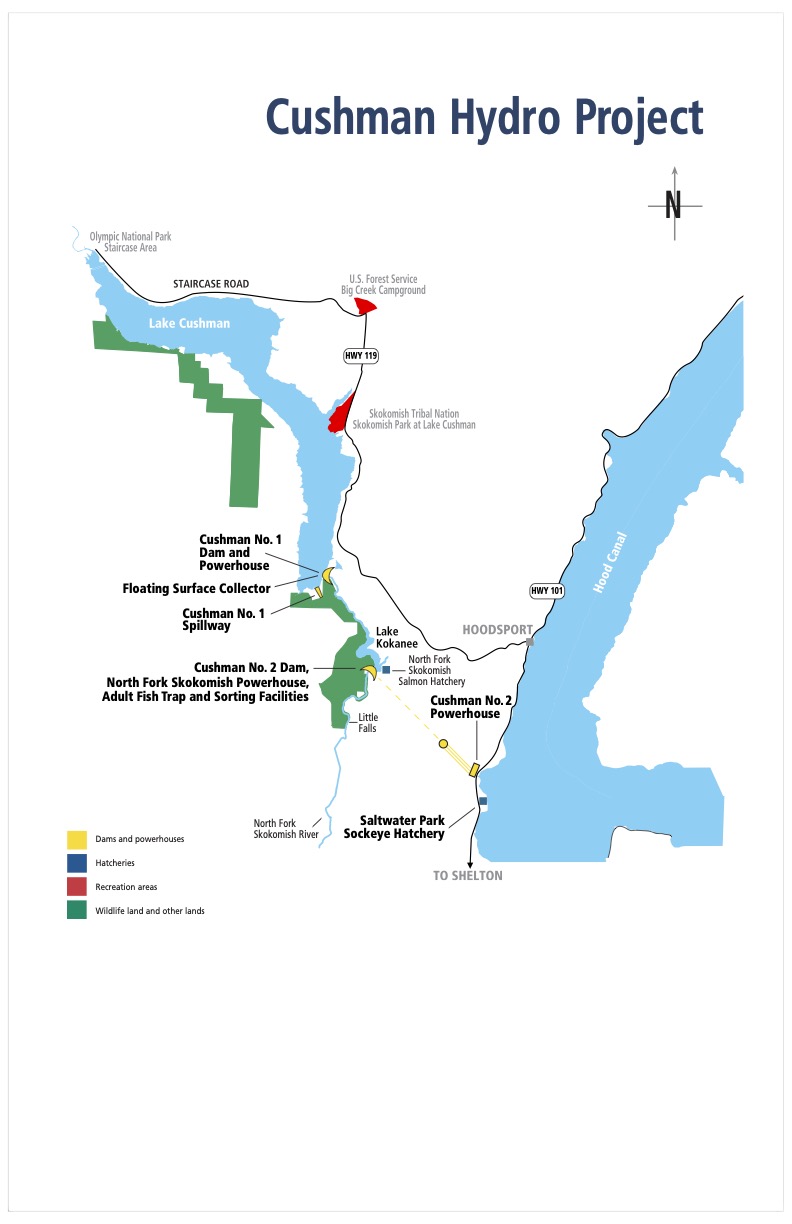 Cushman Hydro Project
N
Olympic National Park
Staircase Area
STAIRCASE ROAD
U.S. Forest Service
Big Creek Campground
Lake Cushman
HWY 119
Skokomish Tribal Nation
Skokomish Park at Lake Cushman
Cushman No. 1
Dam and
Powerhouse
Floating Surface Collector
Cushman No. 1
Spillway
Hood Canal
HWY 101
HOODSPORT
Lake
Kokanee
North Fork
Skokomish
Salmon Hatchery
Cushman No. 2 Dam,
North Fork Skokomish Powerhouse,
Adult Fish Trap and Sorting Facilities
Cushman No. 2
Powerhouse
Little
Falls
North Fork
Skokomish River
Saltwater Park
Sockeye Hatchery
TO SHELTON
Dams and powerhouses
Hatcheries
Recreation areas
Wildlife land and other lands